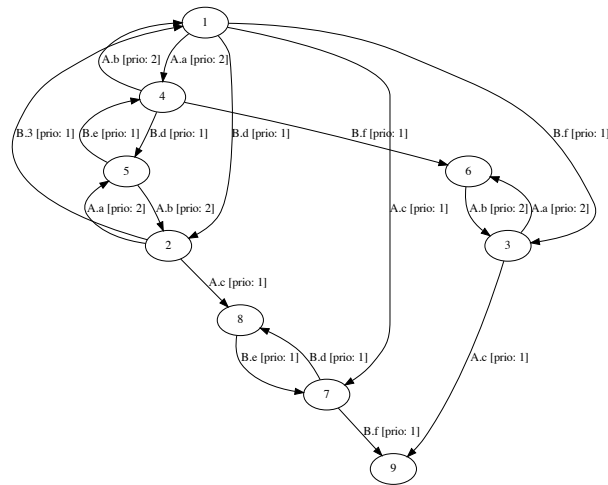 1
A.b [prio: 2]
A.a [prio: 2]
4
B.3 [prio: 1]
B.e [prio: 1]
B.d [prio: 1]
B.d [prio: 1]
B.f [prio: 1]
B.f [prio: 1]
5
6
A.a [prio: 2]
A.b [prio: 2]
A.c [prio: 1]
A.b [prio: 2]
A.a [prio: 2]
2
3
A.c [prio: 1]
8
B.e [prio: 1]
B.d [prio: 1]
A.c [prio: 1]
7
B.f [prio: 1]
9